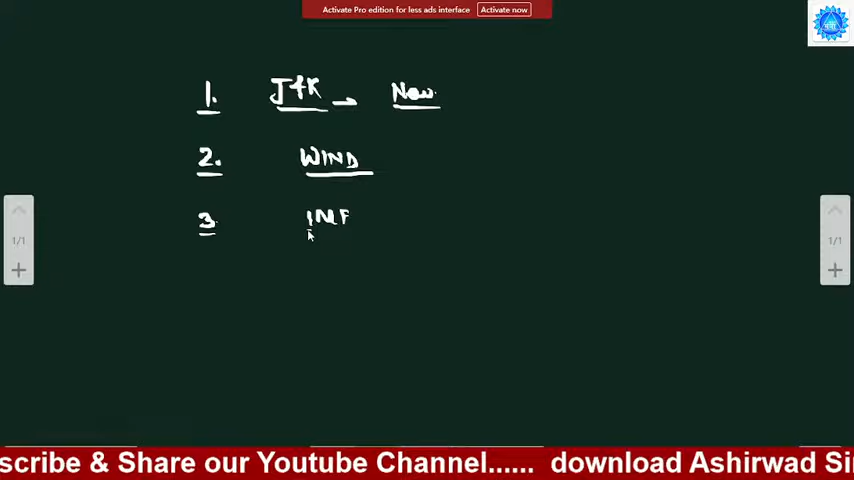 Activate Pro edition for less ads interface Activate now
1. J&K → New
2. WIND
3 INF
1/1 1/1
scribe & Share our Youtube Channel...... download Ashirwad Si